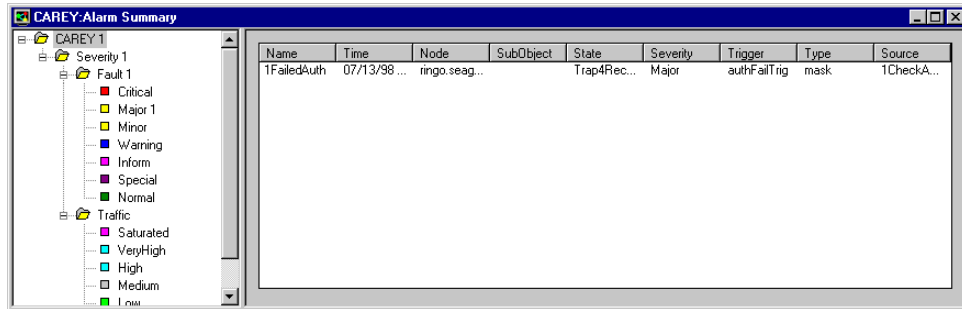 CAREY:Alarm Summary
CAREY 1
Severity 1
Fault 1
Critical
Major 1
Minor
Warning
Inform
Special
Normal
Traffic
Saturated
VeryHigh
High
Medium
Low
Name Time Node SubObject State Severity Trigger Type Source
1FailedAuth 07/13/98 ... ringo.seag... Trap4Rec... Major authFailTrig mask 1CheckA...